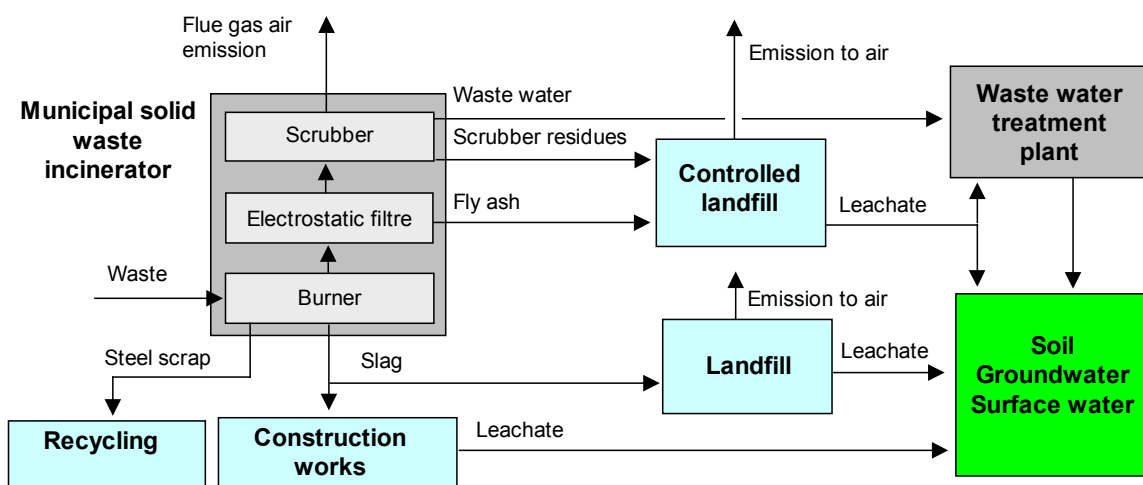 Flue gas air
emission
Emission to air
Municipal solid
waste
incinerator
Waste water
Scrubber
Scrubber residues
Waste water
treatment
plant
Controlled
landfill
Electrostatic filtre
Fly ash
Leachate
Waste
Burner
Emission to air
Steel scrap
Slag
Landfill
Leachate
Soil
Groundwater
Surface water
Recycling
Construction
works
Leachate